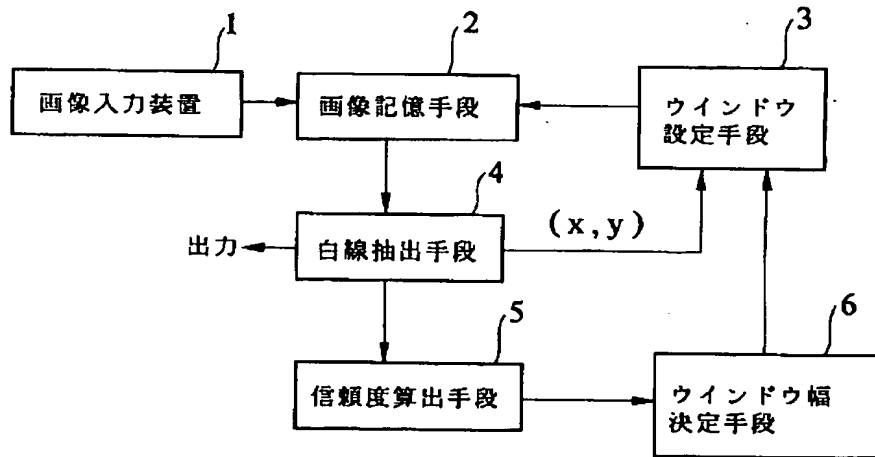 1
2
3
画像入力装置
画像記憶手段
ウインドウ
設定手段
4
(x,y)
出力
白線抽出手段
5
6
信頼度算出手段
ウインドウ幅
決定手段